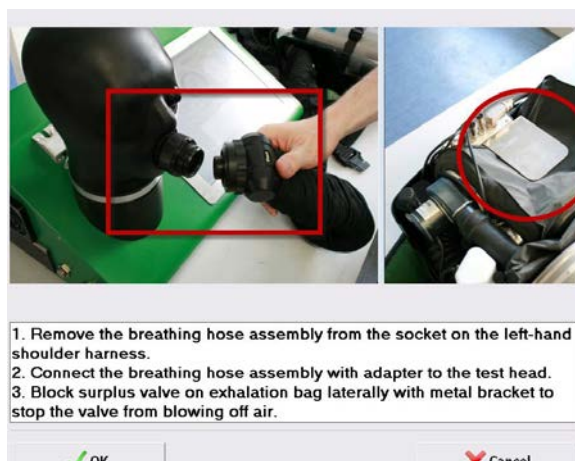 1. Remove the breathing hose assembly from the socket on the left-hand
shoulder harness.
2. Connect the breathing hose assembly with adapter to the test head.
3. Block surplus valve on exhalation bag laterally with metal bracket to
stop the valve from blowing off air.
OK
Cancel